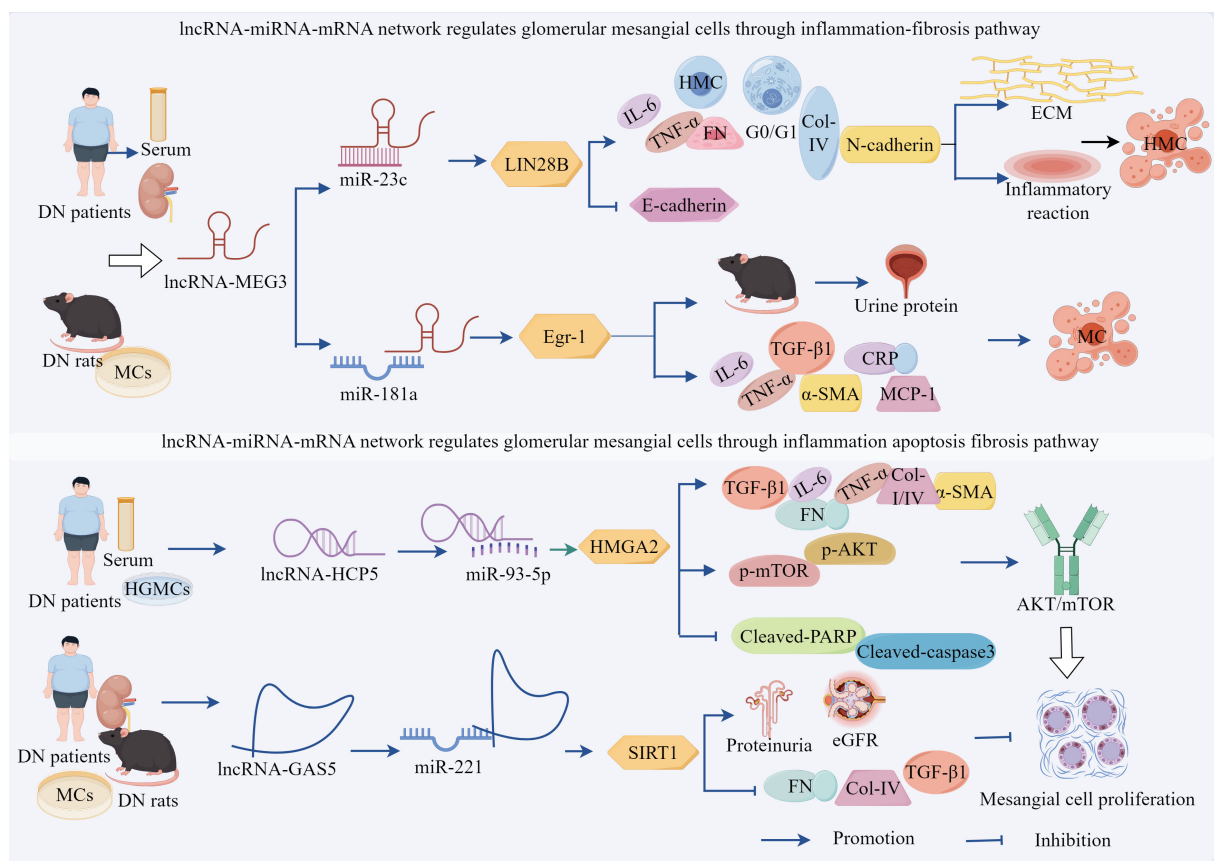 lncRNA-miRNA-mRNA network regulates glomerular mesangial cells through inflammation-fibrosis pathway
Serum
DN patients
DN rats
MCs
lncRNA-MEG3
miR-23c
LIN28B
IL-6
TNF-α
HMC
FN
G0/G1
Col-
IV
N-cadherin
E-cadherin
ECM
Inflammatory
reaction
HMC
miR-181a
Egr-1
Urine protein
IL-6
TNF-α
TGF-β1
α-SMA
CRP
MCP-1
MC
lncRNA-miRNA-mRNA network regulates glomerular mesangial cells through inflammation apoptosis fibrosis pathway
Serum
DN patients
HGMCs
lncRNA-HCP5
miR-93-5p
HMGA2
TGF-β1
IL-6
FN
TNF-α
Col-
I/IV
α-SMA
p-mTOR
p-AKT
Cleaved-PARP
Cleaved-caspase3
AKT/mTOR
DN patients
MCs
DN rats
lncRNA-GAS5
miR-221
SIRT1
Proteinuria
eGFR
FN
Col-IV
TGF-β1
Mesangial cell proliferation
Promotion
Inhibition